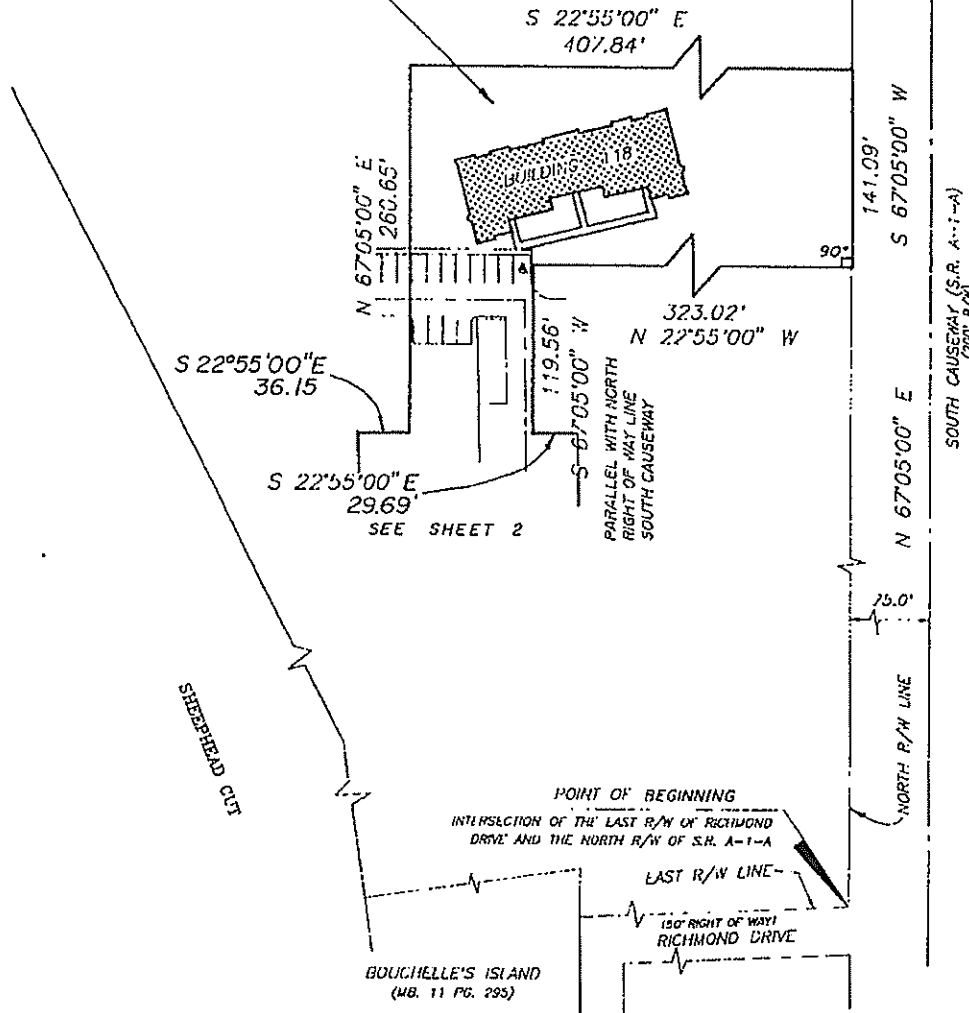 S 22°55'00" E
407.84'
141.09'
S 67°05'00" W
SOUTH CAUSEWAY (S.R. A-1-A)
(200' R/W)
BUILDING 118
N 67°05'00" E
260.65'
90°
323.02'
N 22°55'00" W
119.56'
S 67°05'00" W
PARALLEL WITH NORTH
RIGHT OF WAY LINE
SOUTH CAUSEWAY
S 22°55'00"E
36.15
S 22°55'00"E
29.69'
SEE SHEET 2
N 67°05'00" E
75.0'
NORTH R/W LINE
SHEEPHEAD CUT
POINT OF BEGINNING
INTERSECTION OF THE EAST R/W OF RICHMOND
DRIVE AND THE NORTH R/W OF S.R. A-1-A
EAST R/W LINE
RIGHT OF WAY)
RICHMOND DRIVE
BOUCHELLE'S ISLAND
(MB. 11 PG. 295)